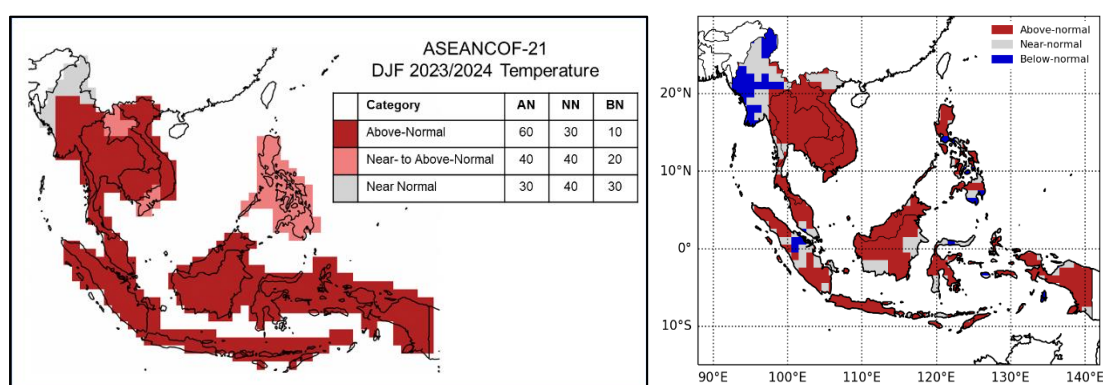 ASEANCOF-21
DJF 2023/2024 Temperature
Category AN NN BN
Above-Normal 60 30 10
Near- to Above-Normal 40 40 20
Near Normal 30 40 30
Above-normal
Near-normal
Below-normal
20°N
10°N
0°
10°S
90°E 100°E 110°E 120°E 130°E 140°E